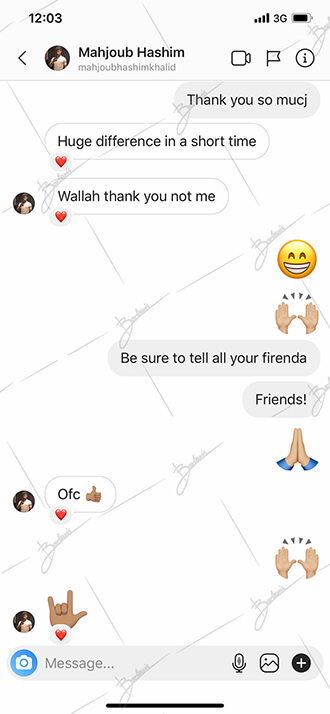 12:03
3G
Mahjoub Hashim
mahjoubhashimkhalid
Thank you so mucj
Huge difference in a short time
Wallah thank you not me
Be sure to tell all your firenda
Friends!
Ofc 👍🏽
Message...